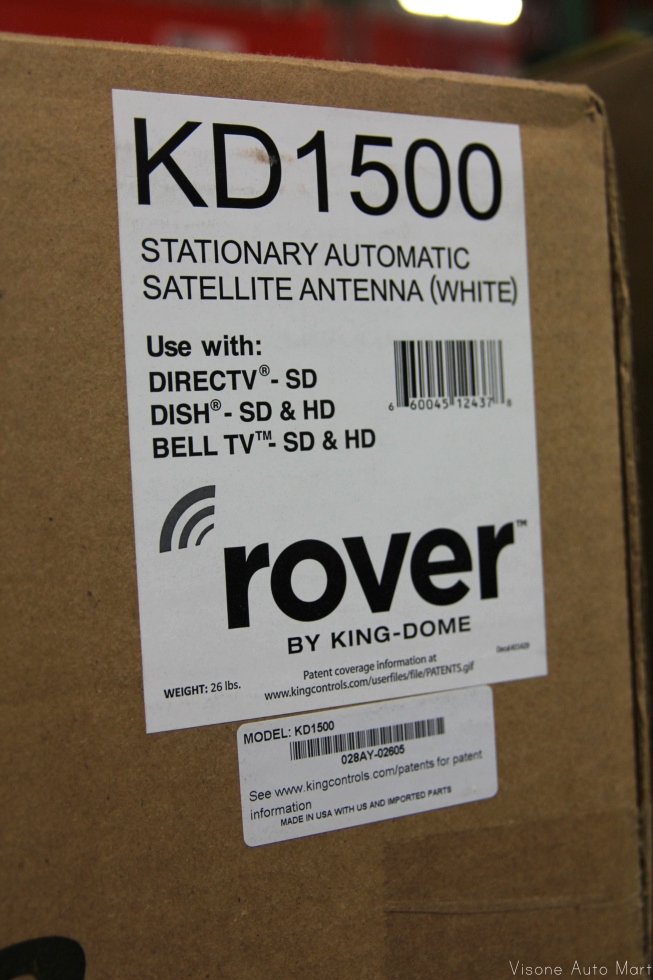 KD1500
STATIONARY AUTOMATIC
SATELLITE ANTENNA (WHITE)
Use with:
DIRECTV®- SD
DISH®- SD & HD
BELL TV™- SD & HD
6 60045 12437 8
rover™
BY KING-DOME
WEIGHT: 26 lbs.
Patent coverage information at
www.kingcontrols.com/userfiles/file/PATENTS.gif
MODEL: KD1500
028AY-02605
See www.kingcontrols.com/patents for patent
information
MADE IN USA WITH US AND IMPORTED PARTS
Visone Auto Mart